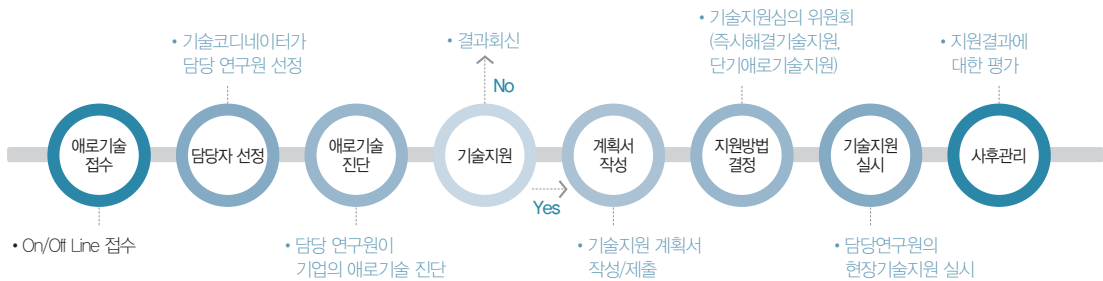 • 기술코디네이터가
담당 연구원 선정
• 결과회신
• 기술지원심의 위원회
(즉시해결기술지원,
단기애로기술지원)
• 지원결과에
대한 평가
No
애로기술
접수
담당자 선정
애로기술
진단
기술지원
계획서
작성
지원방법
결정
기술지원
실시
사후관리
Yes
• On/Off Line 접수
• 담당 연구원이
기업의 애로기술 진단
• 기술지원 계획서
작성/제출
• 담당연구원의
현장기술지원 실시